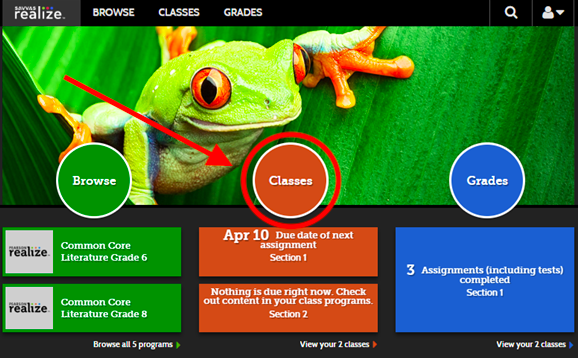 SAVVAS
realize.
BROWSE CLASSES GRADES
Browse
Classes
Grades
PEARSON
realize.
Common Core
Literature Grade 6
PEARSON
realize.
Common Core
Literature Grade 8
Browse all 5 programs
Apr 10 Due date of next
assignment
Section 1
Nothing is due right now. Check
out content in your class programs.
Section 2
View your 2 classes
3 Assignments (including tests)
completed
Section 1
View your 2 classes